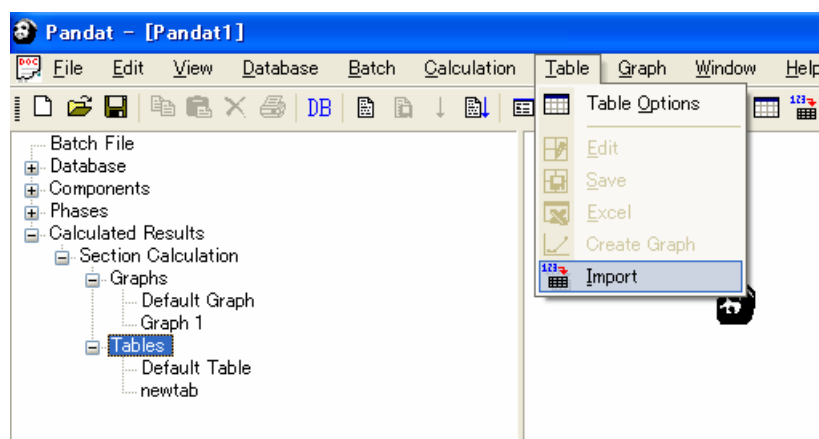 Pandat - [Pandat1]
File Edit View Database Batch Calculation Table Graph Window Help
DB
Table Options
Edit
Save
Excel
Create Graph
Import
Batch File
Database
Components
Phases
Calculated Results
Section Calculation
Graphs
Default Graph
Graph 1
Tables
Default Table
newtab